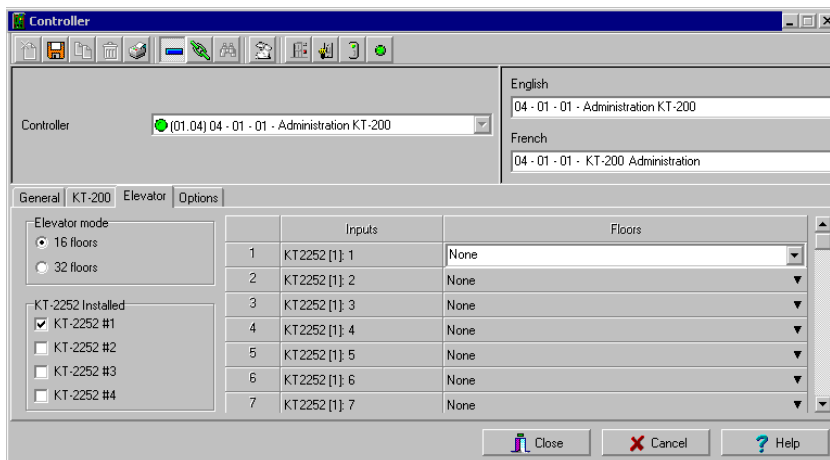 Controller
English
04 - 01 - 01 - Administration KT-200
Controller
(01.04) 04 - 01 - 01 - Administration KT-200
French
04 - 01 - 01 - KT-200 Administration
General KT-200 Elevator Options
Elevator mode
16 floors
32 floors
KT-2252 Installed
KT-2252 #1
KT-2252 #2
KT-2252 #3
KT-2252 #4
Inputs Floors
1 KT2252 [1]: 1 None
2 KT2252 [1]: 2 None
3 KT2252 [1]: 3 None
4 KT2252 [1]: 4 None
5 KT2252 [1]: 5 None
6 KT2252 [1]: 6 None
7 KT2252 [1]: 7 None
Close Cancel Help